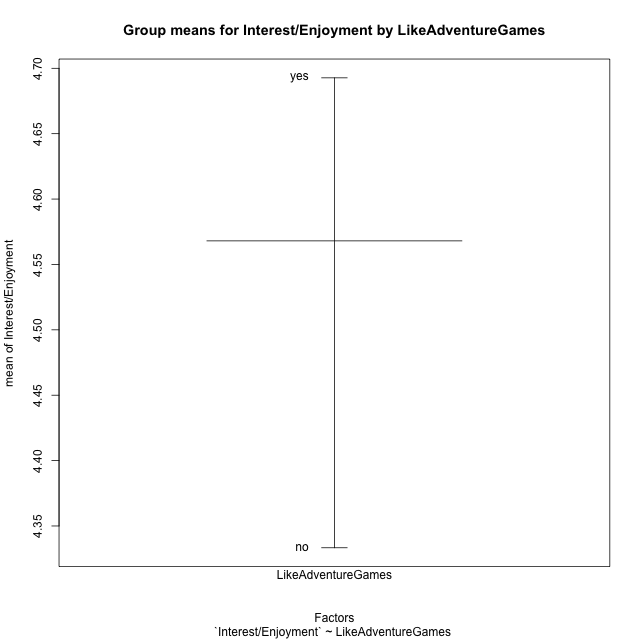 Group means for Interest/Enjoyment by LikeAdventureGames
mean of Interest/Enjoyment
4.70
4.65
4.60
4.55
4.50
4.45
4.40
4.35
yes
no
LikeAdventureGames
Factors
`Interest/Enjoyment` ~ LikeAdventureGames